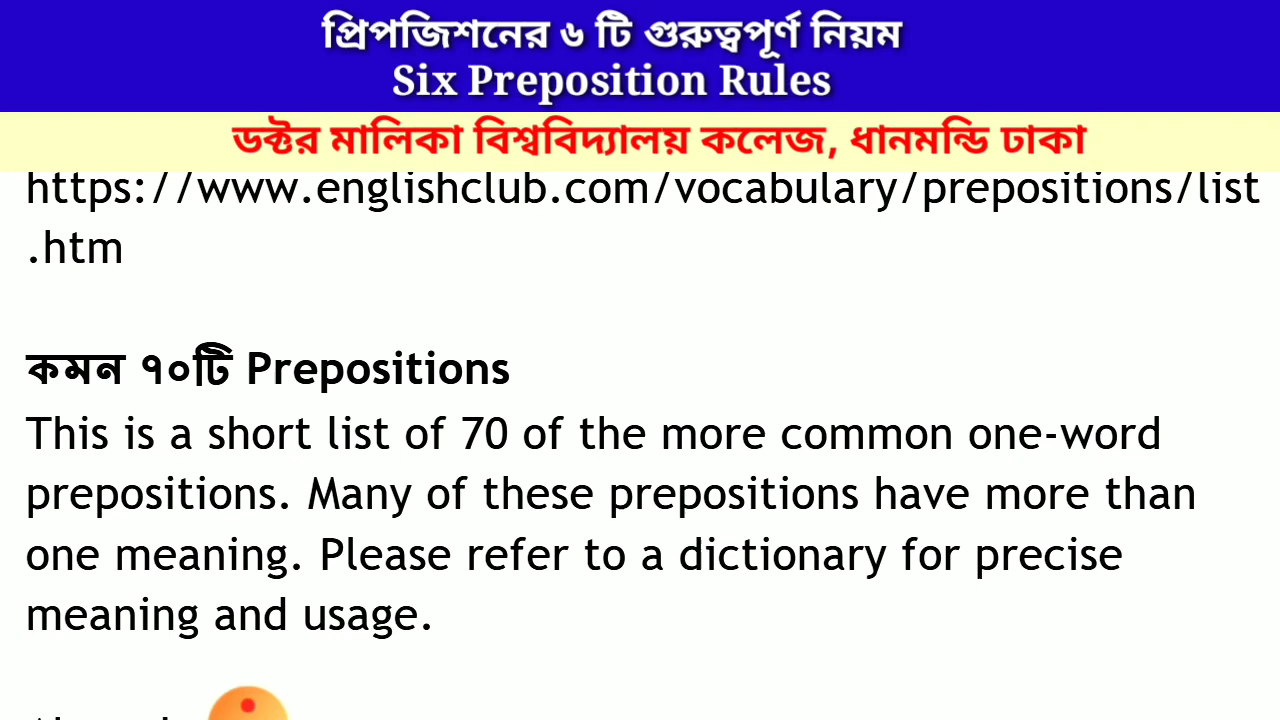 প্রিপজিশনের ৬ টি গুরুত্বপূর্ণ নিয়ম
Six Preposition Rules
ডক্টর মালিকা বিশ্ববিদ্যালয় কলেজ, ধানমন্ডি ঢাকা
https://www.englishclub.com/vocabulary/prepositions/list
.htm
কমন ৭০টি Prepositions
This is a short list of 70 of the more common one-word
prepositions. Many of these prepositions have more than
one meaning. Please refer to a dictionary for precise
meaning and usage.